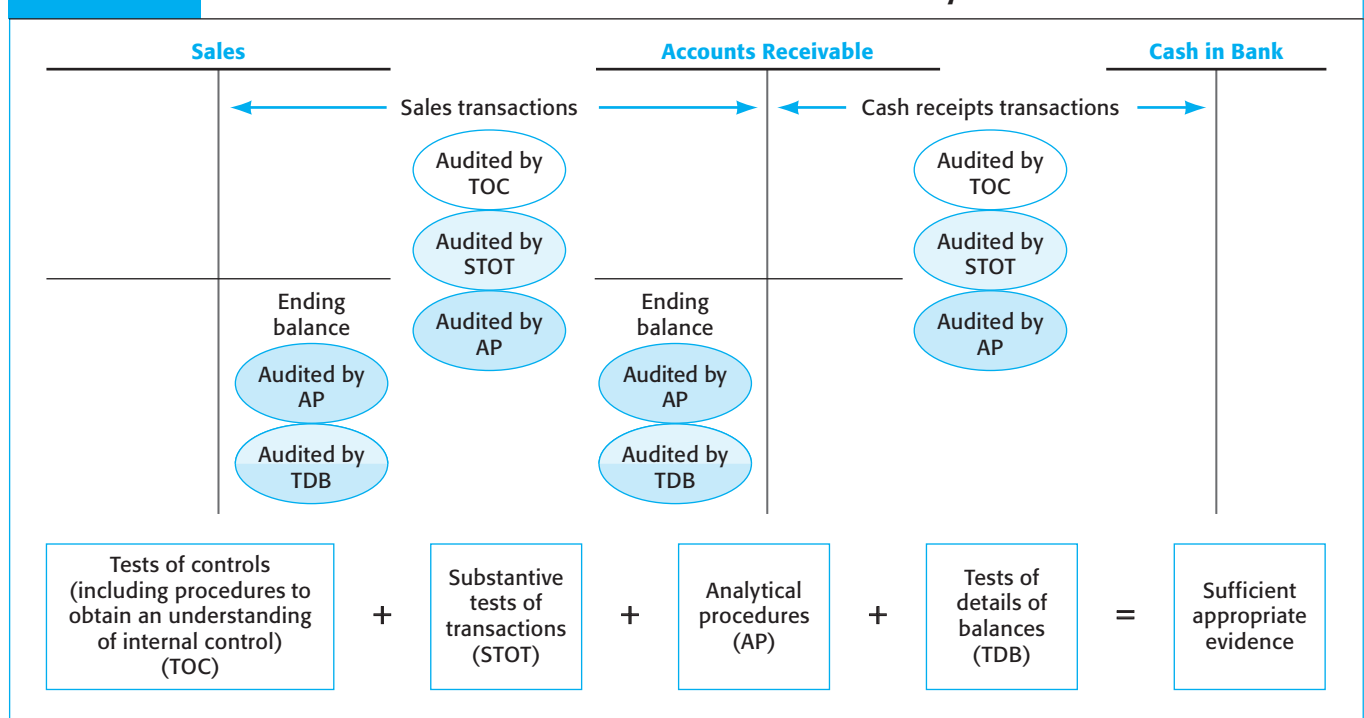 Sales
Accounts Receivable
Cash in Bank
Sales transactions
Cash receipts transactions
Audited by
TOC
Audited by
STOT
Audited by
AP
Audited by
TOC
Audited by
STOT
Audited by
AP
Ending
balance
Audited by
AP
Audited by
TDB
Ending
balance
Audited by
AP
Audited by
TDB
Tests of controls
(including procedures to
obtain an understanding
of internal control)
(TOC)
+
Substantive
tests of
transactions
(STOT)
+
Analytical
procedures
(AP)
+
Tests of
details of
balances
(TDB)
=
Sufficient
appropriate
evidence